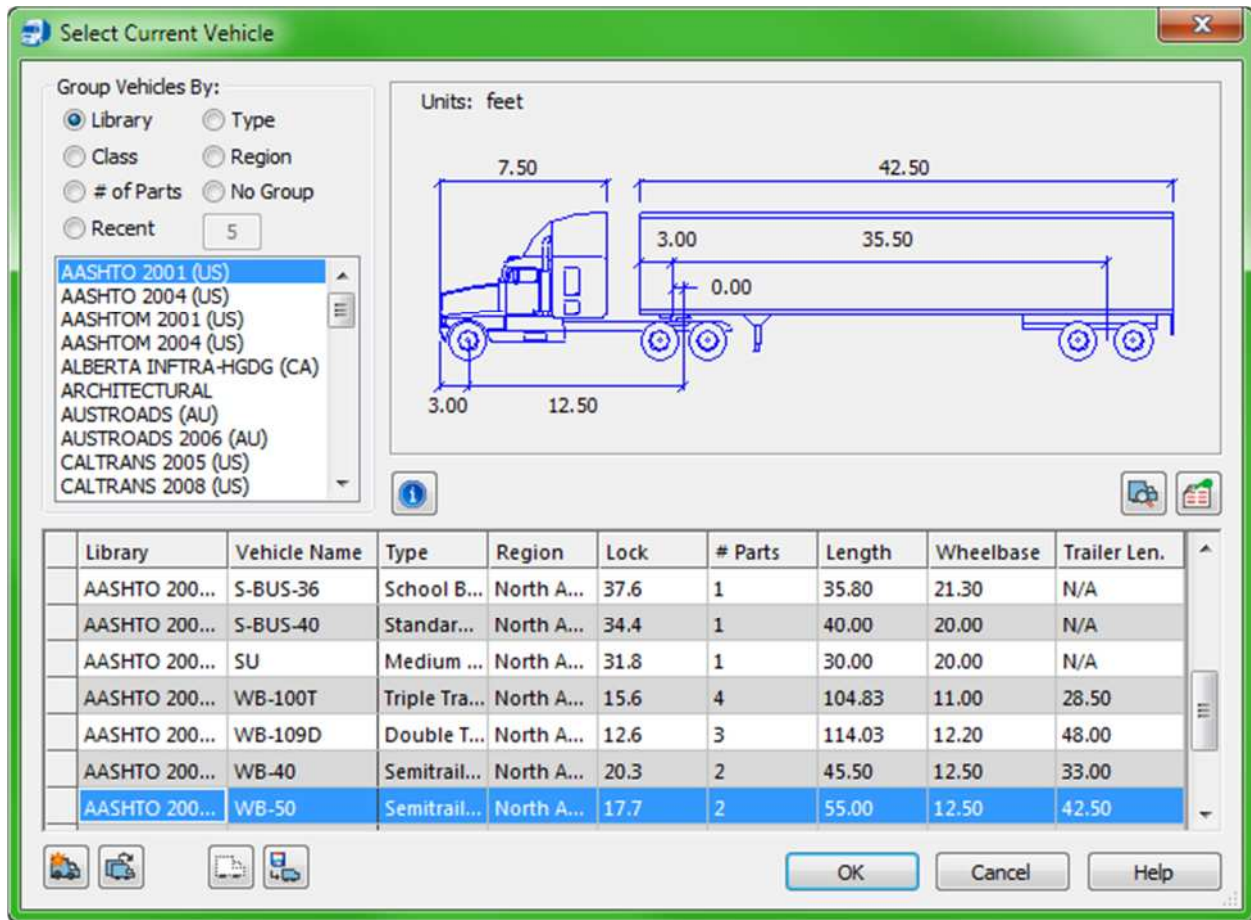 Select Current Vehicle
Group Vehicles By:
Library Type
Class Region
# of Parts No Group
Recent 5
AASHTO 2001 (US)
AASHTO 2004 (US)
AASHTOM 2001 (US)
AASHTOM 2004 (US)
ALBERTA INFTRA-HGDG (CA)
ARCHITECTURAL
AUSTROADS (AU)
AUSTROADS 2006 (AU)
CALTRANS 2005 (US)
CALTRANS 2008 (US)
Units: feet
7.50 42.50
3.00 35.50
0.00
3.00 12.50
Library Vehicle Name Type Region Lock # Parts Length Wheelbase Trailer Len.
AASHTO 200... S-BUS-36 School B... North A... 37.6 1 35.80 21.30 N/A
AASHTO 200... S-BUS-40 Standar... North A... 34.4 1 40.00 20.00 N/A
AASHTO 200... SU Medium ... North A... 31.8 1 30.00 20.00 N/A
AASHTO 200... WB-100T Triple Tra... North A... 15.6 4 104.83 11.00 28.50
AASHTO 200... WB-109D Double T... North A... 12.6 3 114.03 12.20 48.00
AASHTO 200... WB-40 Semitrail... North A... 20.3 2 45.50 12.50 33.00
AASHTO 200... WB-50 Semitrail... North A... 17.7 2 55.00 12.50 42.50
OK Cancel Help